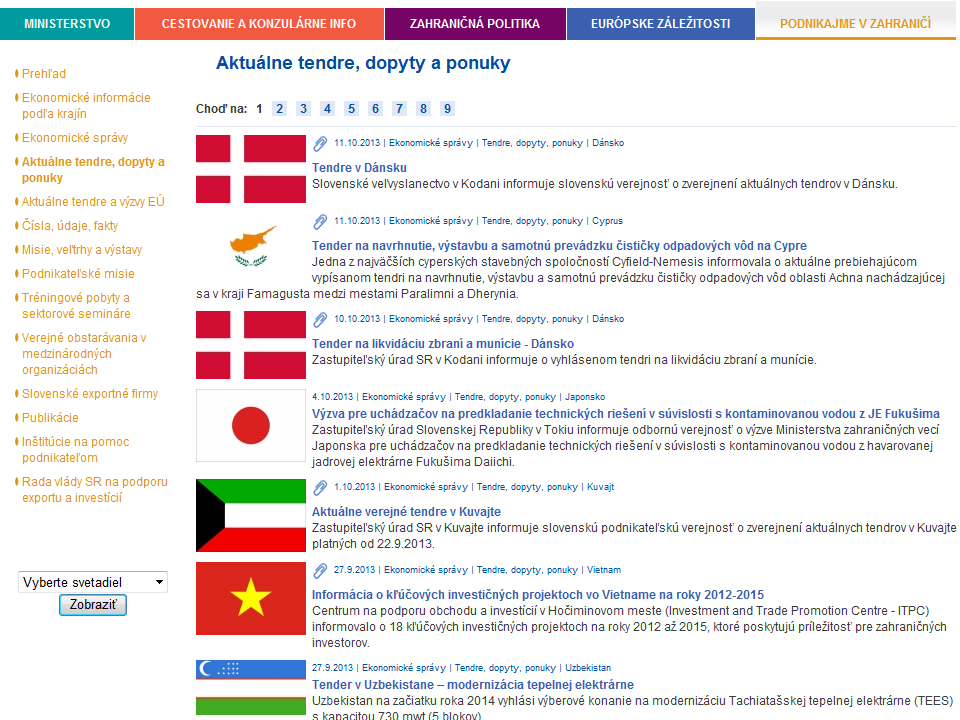 MINISTERSTVO
CESTOVANIE A KONZULÁRNE INFO
ZAHRANIČNÁ POLITIKA
EURÓPSKE ZÁLEŽITOSTI
PODNIKAJME V ZAHRANIČÍ
Prehľad
Ekonomické informácie
podľa krajín
Ekonomické správy
Aktuálne tendre, dopyty a
ponuky
Aktuálne tendre a výzvy EÚ
Čísla, údaje, fakty
Misie, veľtrhy a výstavy
Podnikateľské misie
Tréningové pobyty a
sektorové semináre
Verejné obstarávania v
medzinárodných
organizáciách
Slovenské exportné firmy
Publikácie
Inštitúcie na pomoc
podnikateľom
Rada vlády SR na podporu
exportu a investícií
Vyberte svetadiel
Zobraziť
Aktuálne tendre, dopyty a ponuky
Choď na: 1 2 3 4 5 6 7 8 9
11.10.2013 | Ekonomické správy | Tendre, dopyty, ponuky | Dánsko
Tendre v Dánsku
Slovenské veľvyslanectvo v Kodani informuje slovenskú verejnosť o zverejnení aktuálnych tendrov v Dánsku.
11.10.2013 | Ekonomické správy | Tendre, dopyty, ponuky | Cyprus
Tender na navrhnutie, výstavbu a samotnú prevádzku čističky odpadových vôd na Cypre
Jedna z najväčších cyperských stavebných spoločností Cyfield-Nemesis informovala o aktuálne prebiehajúcom
vypísanom tendri na navrhnutie, výstavbu a samotnú prevádzku čističky odpadových vôd oblasti Achna nachádzajúcej
sa v kraji Famagusta medzi mestami Paralimni a Dherynia.
10.10.2013 | Ekonomické správy | Tendre, dopyty, ponuky | Dánsko
Tender na likvidáciu zbraní a munície - Dánsko
Zastupiteľský úrad SR v Kodani informuje o vyhlásenom tendri na likvidáciu zbraní a munície.
4.10.2013 | Ekonomické správy | Tendre, dopyty, ponuky | Japonsko
Výzva pre uchádzačov na predkladanie technických riešení v súvislosti s kontaminovanou vodou z JE Fukušima
Zastupiteľský úrad Slovenskej Republiky v Tokiu informuje odbornú verejnosť o výzve Ministerstva zahraničných vecí
Japonska pre uchádzačov na predkladanie technických riešení v súvislosti s kontaminovanou vodou z havarovanej
jadrovej elektrárne Fukušima Daiichi.
1.10.2013 | Ekonomické správy | Tendre, dopyty, ponuky | Kuvajt
Aktuálne verejné tendre v Kuvajte
Zastupiteľský úrad SR v Kuvajte informuje slovenskú podnikateľskú verejnosť o zverejnení aktuálnych tendrov v Kuvajte
platných od 22.9.2013.
27.9.2013 | Ekonomické správy | Tendre, dopyty, ponuky | Vietnam
Informácia o kľúčových investičných projektoch vo Vietname na roky 2012-2015
Centrum na podporu obchodu a investícií v Hočiminovom meste (Investment and Trade Promotion Centre - ITPC)
informovalo o 18 kľúčových investičných projektoch na roky 2012 až 2015, ktoré poskytujú príležitosť pre zahraničných
investorov.
27.9.2013 | Ekonomické správy | Tendre, dopyty, ponuky | Uzbekistan
Tender v Uzbekistane – modernizácia tepelnej elektrárne
Uzbekistan na začiatku roka 2014 vyhlási výberové konanie na modernizáciu Tachiatašskej tepelnej elektrárne (TEES)
s kapacitou 730 mwt (5 blokov)